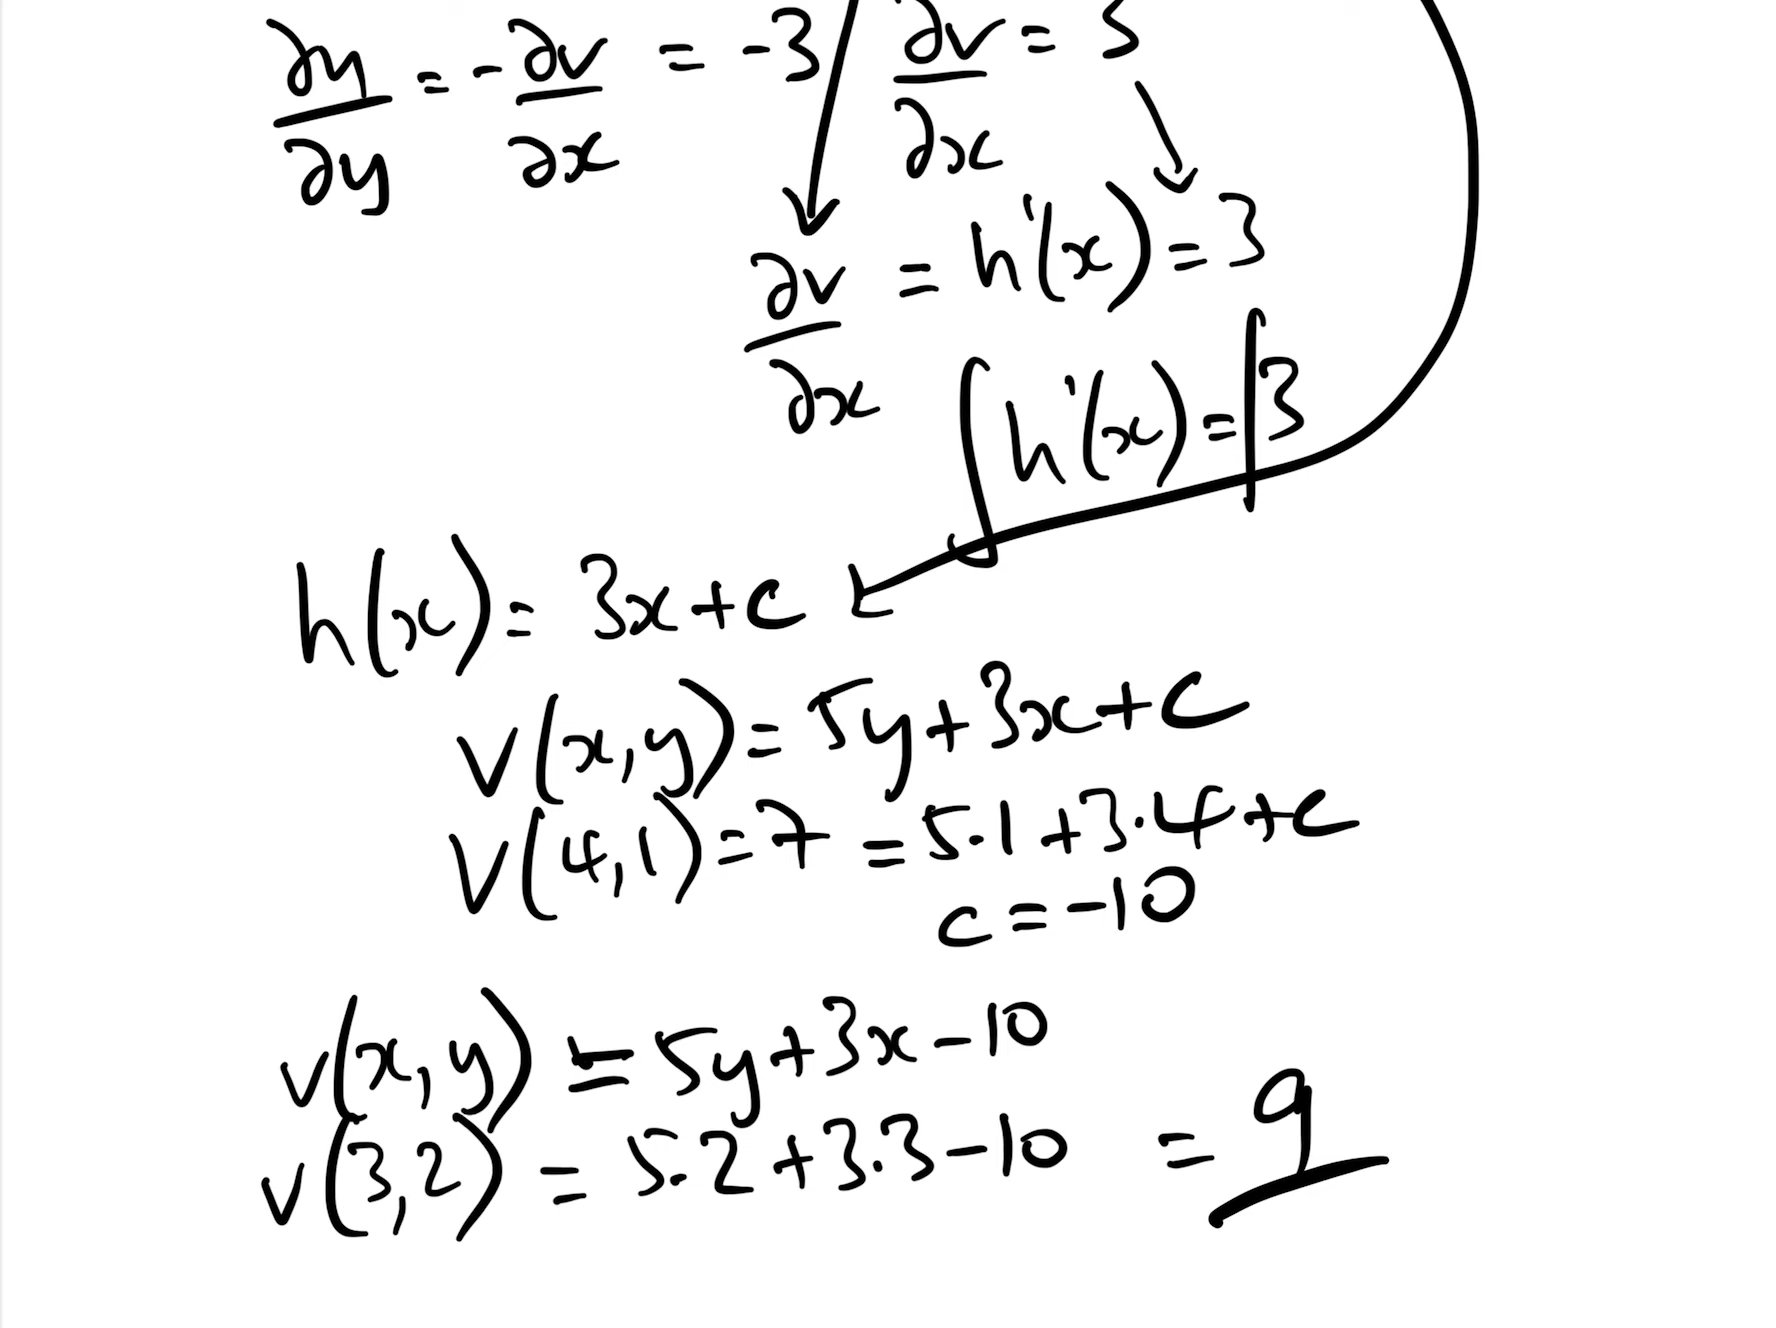 ∂u/∂y = -∂v/∂x = -3 ∂v/∂x = 3
∂v/∂x = h'(x) = 3
∫h'(x) = ∫3
h(x) = 3x+c
v(x,y) = 5y+3x+c
v(4,1) = 7 = 5·1+3·4+c
c = -10
v(x,y) = 5y+3x-10
v(3,2) = 5·2+3·3-10 = 9